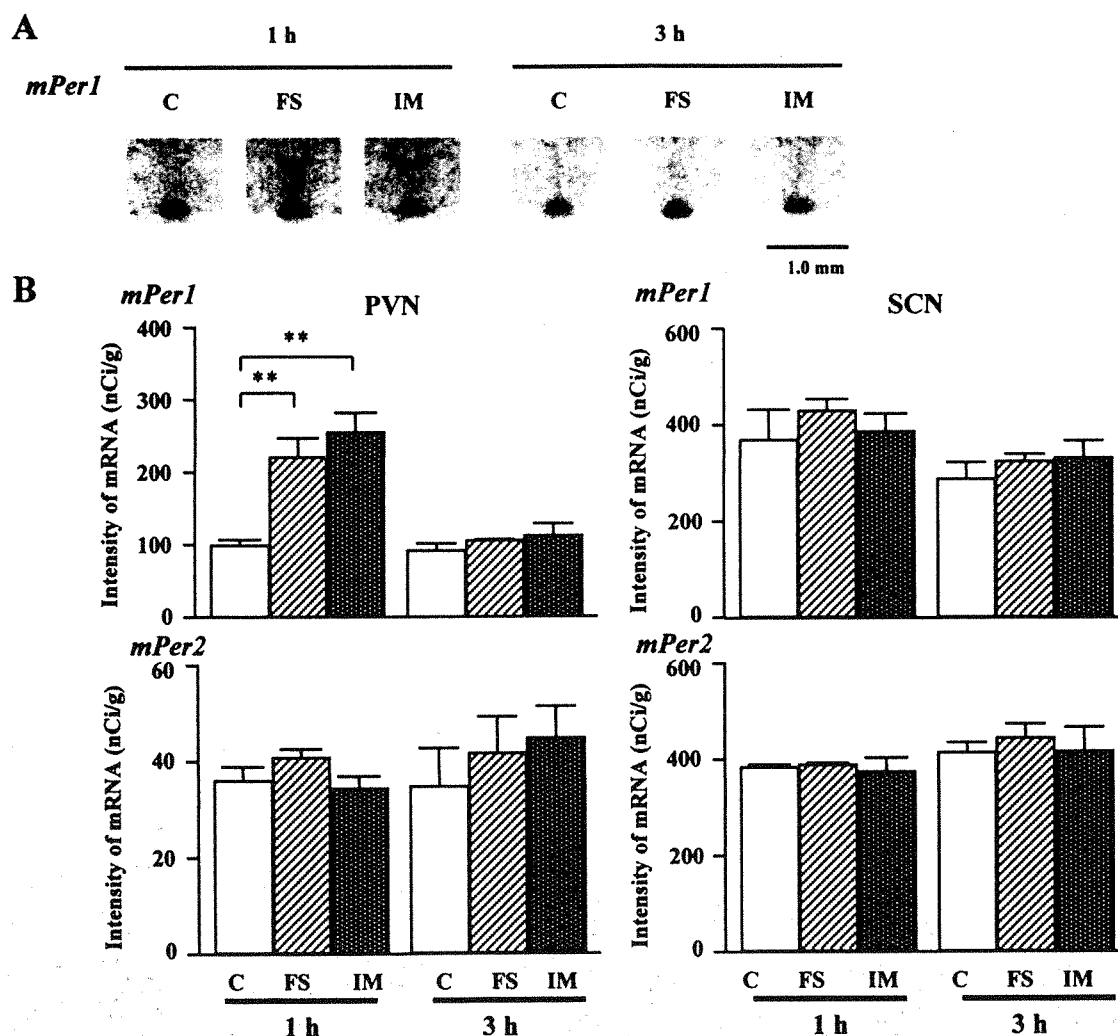 A
1 h
3 h
mPer1
C FS IM C FS IM
1.0 mm
B
mPer1
PVN
Intensity of mRNA (nCi/g)
400
300
200
100
0
**
**
mPer1
SCN
Intensity of mRNA (nCi/g)
600
400
200
0
mPer2
Intensity of mRNA (nCi/g)
60
40
20
0
C FS IM C FS IM
1 h 3 h
mPer2
Intensity of mRNA (nCi/g)
600
400
200
0
C FS IM C FS IM
1 h 3 h